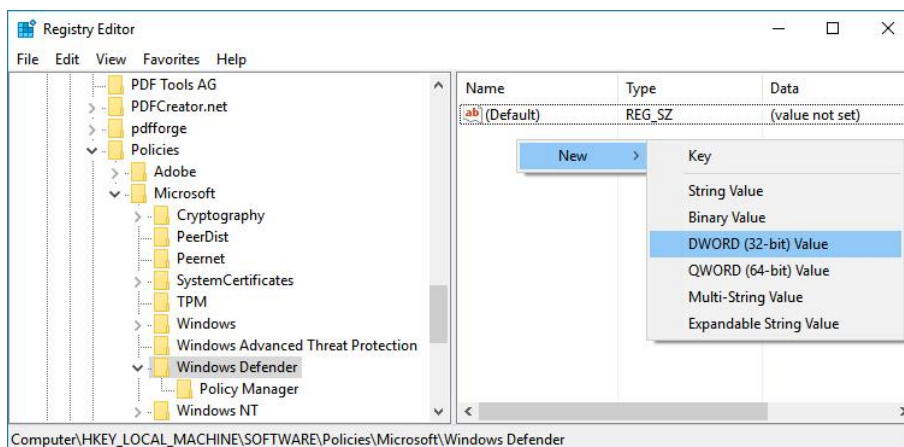 Registry Editor
File Edit View Favorites Help
PDF Tools AG
PDFCreator.net
pdfforge
Policies
Adobe
Microsoft
Cryptography
PeerDist
Peernet
SystemCertificates
TPM
Windows
Windows Advanced Threat Protection
Windows Defender
Policy Manager
Windows NT
Name Type Data
ab (Default) REG_SZ (value not set)
New
Key
String Value
Binary Value
DWORD (32-bit) Value
QWORD (64-bit) Value
Multi-String Value
Expandable String Value
Computer\HKEY_LOCAL_MACHINE\SOFTWARE\Policies\Microsoft\Windows Defender